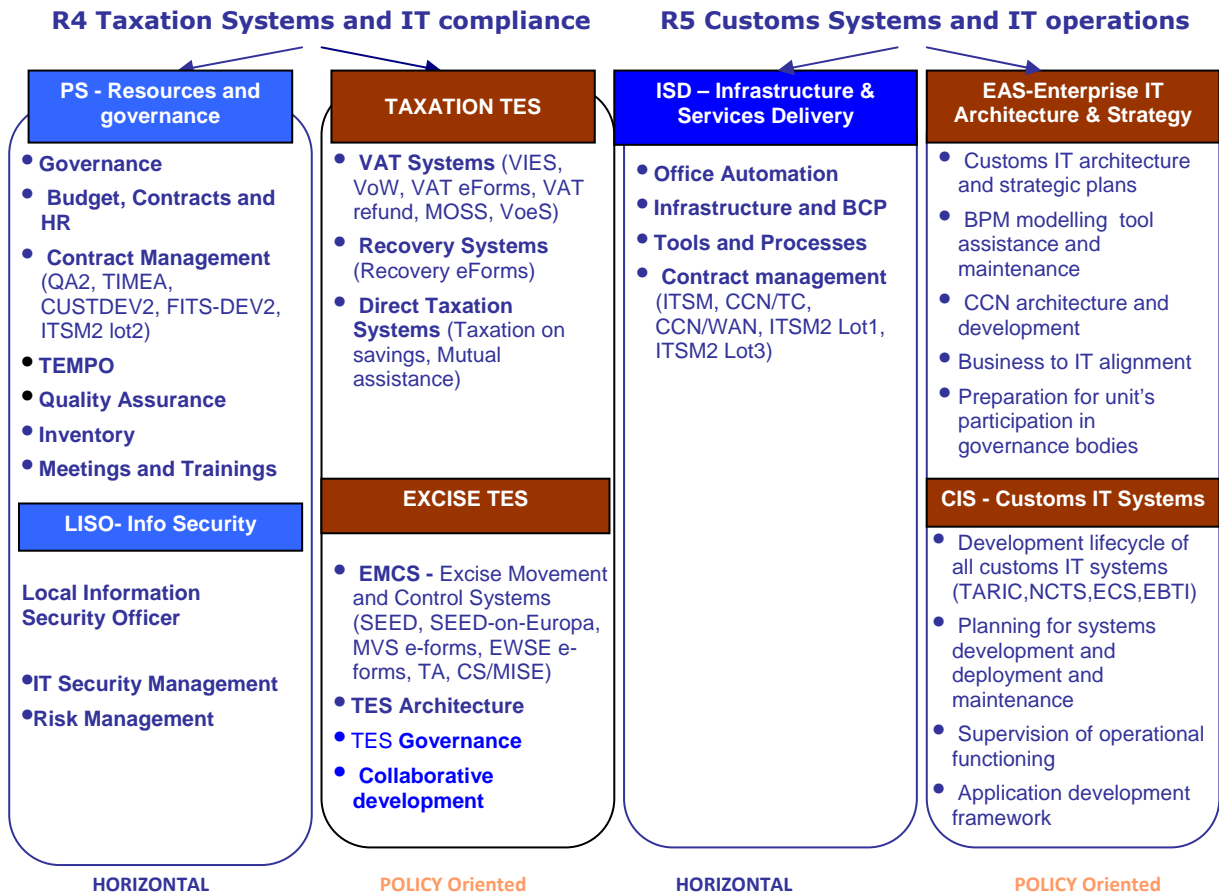 R4 Taxation Systems and IT compliance
R5 Customs Systems and IT operations
PS - Resources and
governance
• Governance
• Budget, Contracts and
HR
• Contract Management
(QA2, TIMEA,
CUSTDEV2, FITS-DEV2,
ITSM2 lot2)
• TEMPO
• Quality Assurance
• Inventory
• Meetings and Trainings
LISO- Info Security
Local Information
Security Officer
•IT Security Management
•Risk Management
HORIZONTAL
TAXATION TES
• VAT Systems (VIES,
VoW, VAT eForms, VAT
refund, MOSS, VoeS)
• Recovery Systems
(Recovery eForms)
• Direct Taxation
Systems (Taxation on
savings, Mutual
assistance)
EXCISE TES
• EMCS - Excise Movement
and Control Systems
(SEED, SEED-on-Europa,
MVS e-forms, EWSE e-
forms, TA, CS/MISE)
• TES Architecture
• TES Governance
• Collaborative
development
POLICY Oriented
ISD – Infrastructure &
Services Delivery
• Office Automation
• Infrastructure and BCP
• Tools and Processes
• Contract management
(ITSM, CCN/TC,
CCN/WAN, ITSM2 Lot1,
ITSM2 Lot3)
HORIZONTAL
EAS-Enterprise IT
Architecture & Strategy
• Customs IT architecture
and strategic plans
• BPM modelling tool
assistance and
maintenance
• CCN architecture and
development
• Business to IT alignment
• Preparation for unit's
participation in
governance bodies
CIS - Customs IT Systems
• Development lifecycle of
all customs IT systems
(TARIC,NCTS,ECS,EBTI)
• Planning for systems
development and
deployment and
maintenance
• Supervision of operational
functioning
• Application development
framework
POLICY Oriented